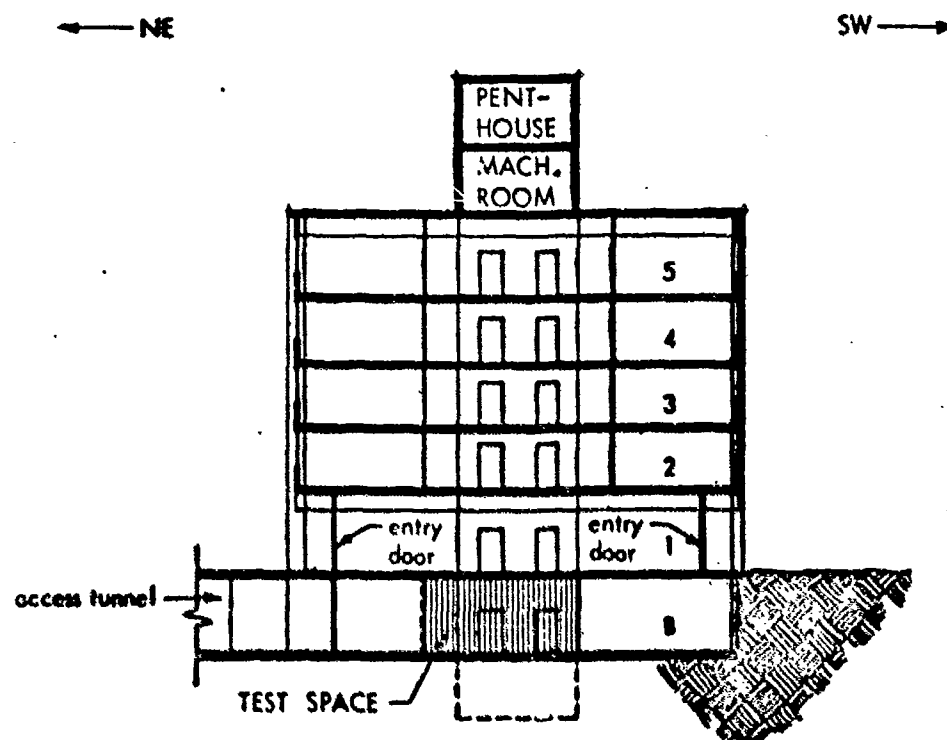 NE
SW
PENT-
HOUSE
MACH.
ROOM
5
4
3
2
entry
door
entry
door
1
access tunnel
B
TEST SPACE